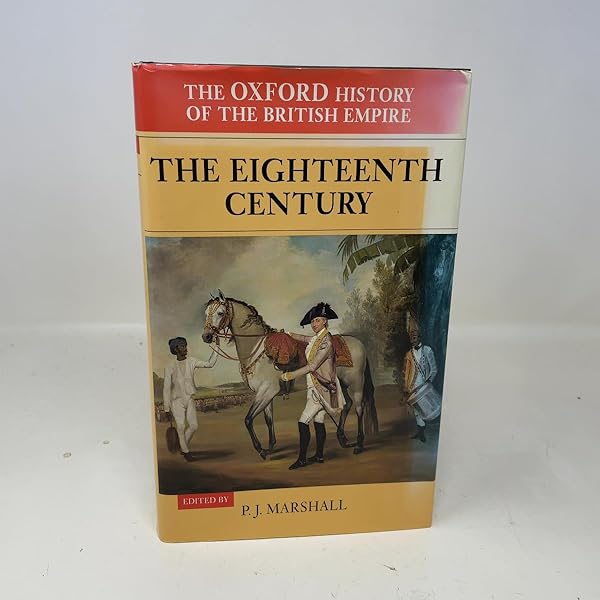 THE OXFORD HISTORY
OF THE BRITISH EMPIRE
THE EIGHTEENTH
CENTURY
EDITED BY
P. J. MARSHALL